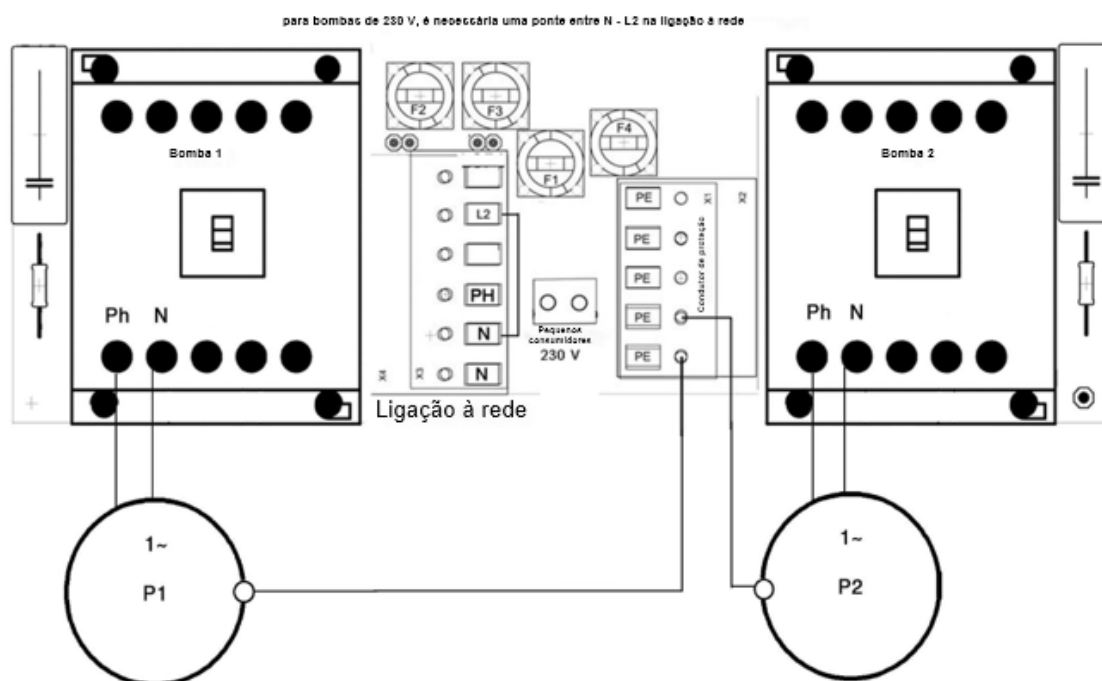 para bombas de 230 V, é necessária uma ponte entre N - L2 na ligação à rede
F2
F3
F1
F4
Bomba 1
Bomba 2
L2
PH
N
N
X4
X3
PE
PE
PE
PE
PE
X1
X2
Condutor de proteção
Pequenos
consumidores
230 V
Ligação à rede
Ph N
Ph N
1~
P1
1~
P2